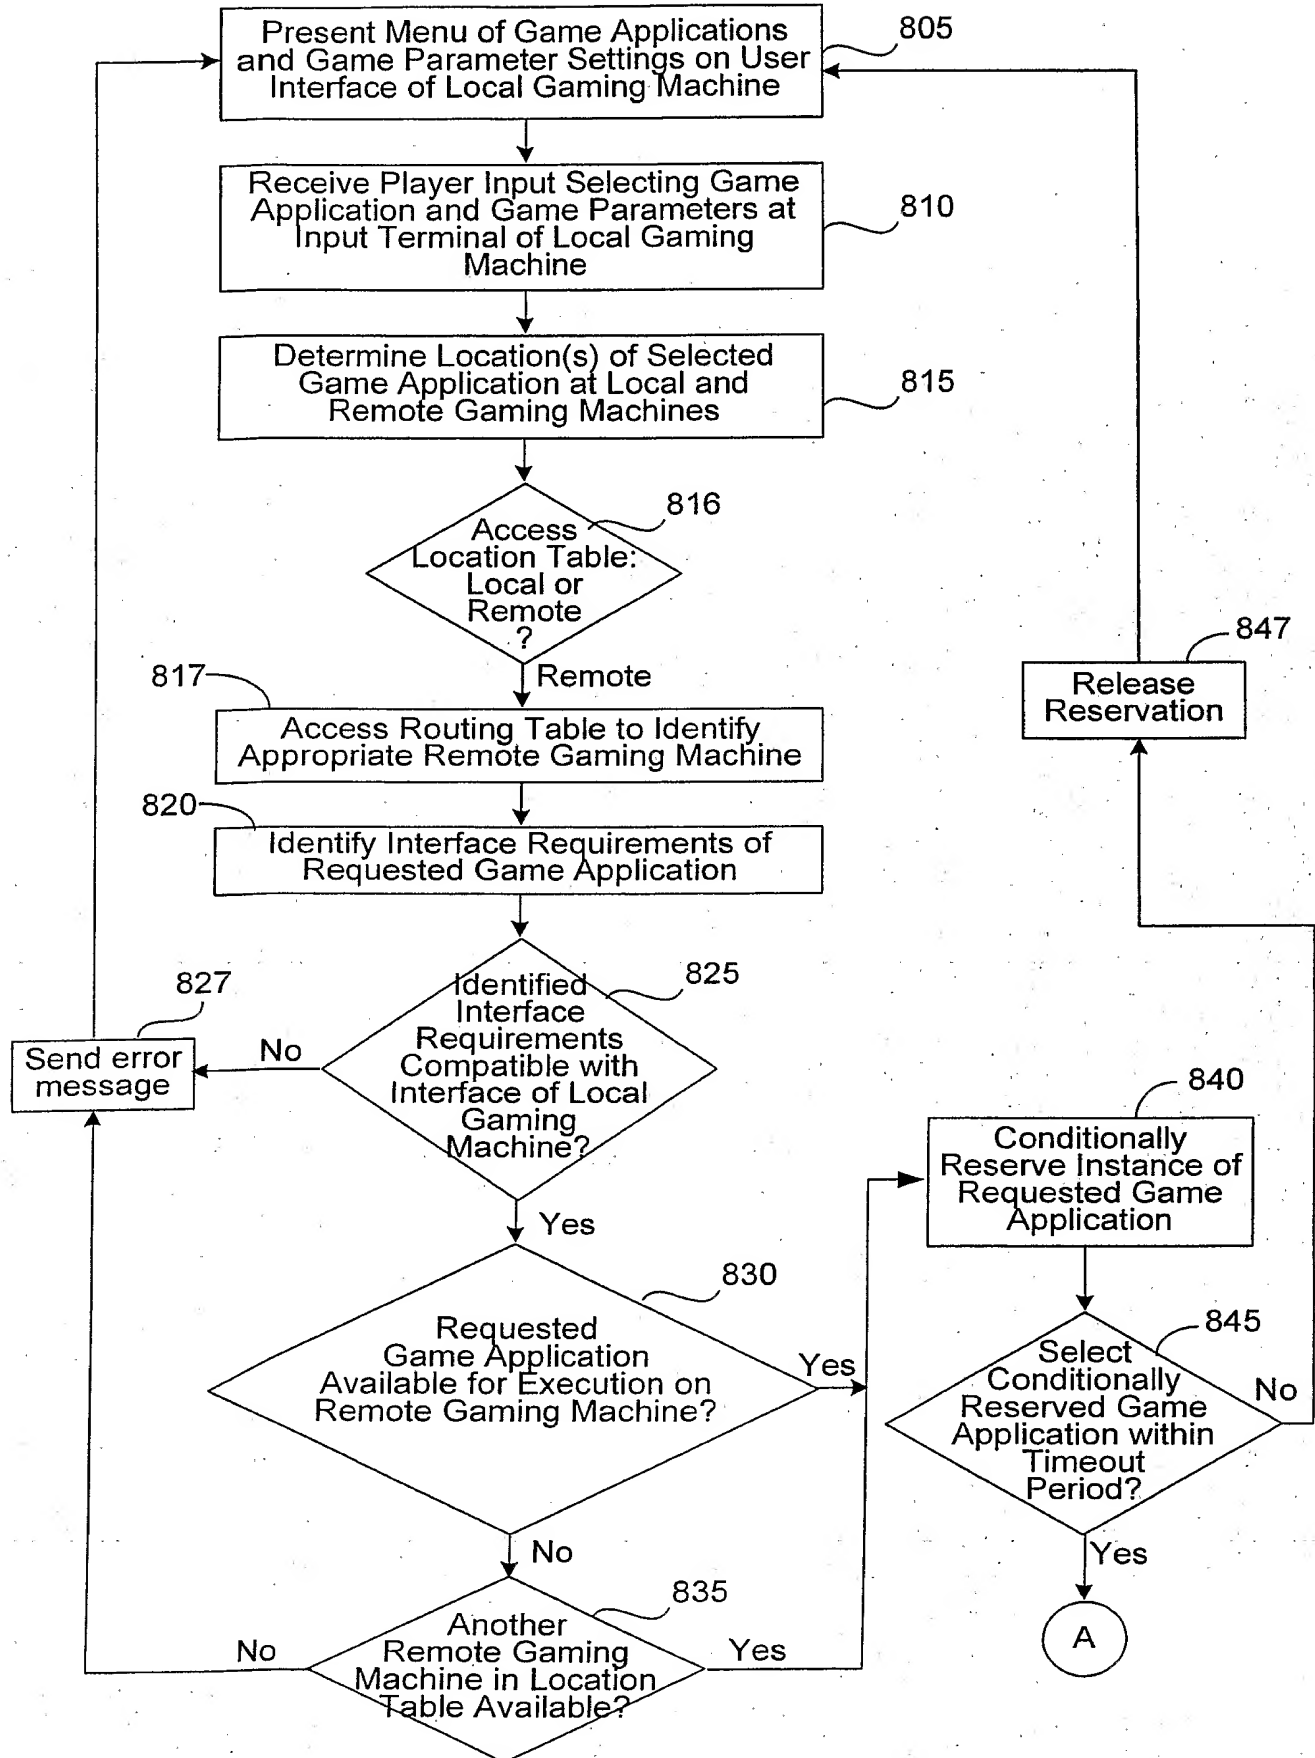 Present Menu of Game Applications
and Game Parameter Settings on User
Interface of Local Gaming Machine
805
Receive Player Input Selecting Game
Application and Game Parameters at
Input Terminal of Local Gaming
Machine
810
Determine Location(s) of Selected
Game Application at Local and
Remote Gaming Machines
815
Access
Location Table:
Local or
Remote
?
816
Remote
817
Access Routing Table to Identify
Appropriate Remote Gaming Machine
847
Release
Reservation
820
Identify Interface Requirements of
Requested Game Application
Identified
Interface
Requirements
Compatible with
Interface of Local
Gaming
Machine?
825
No
827
Send error
message
Yes
Requested
Game Application
Available for Execution on
Remote Gaming Machine?
830
Yes
No
Another
Remote Gaming
Machine in Location
Table Available?
835
No
Yes
840
Conditionally
Reserve Instance of
Requested Game
Application
845
Select
Conditionally
Reserved Game
Application within
Timeout
Period?
No
Yes
A